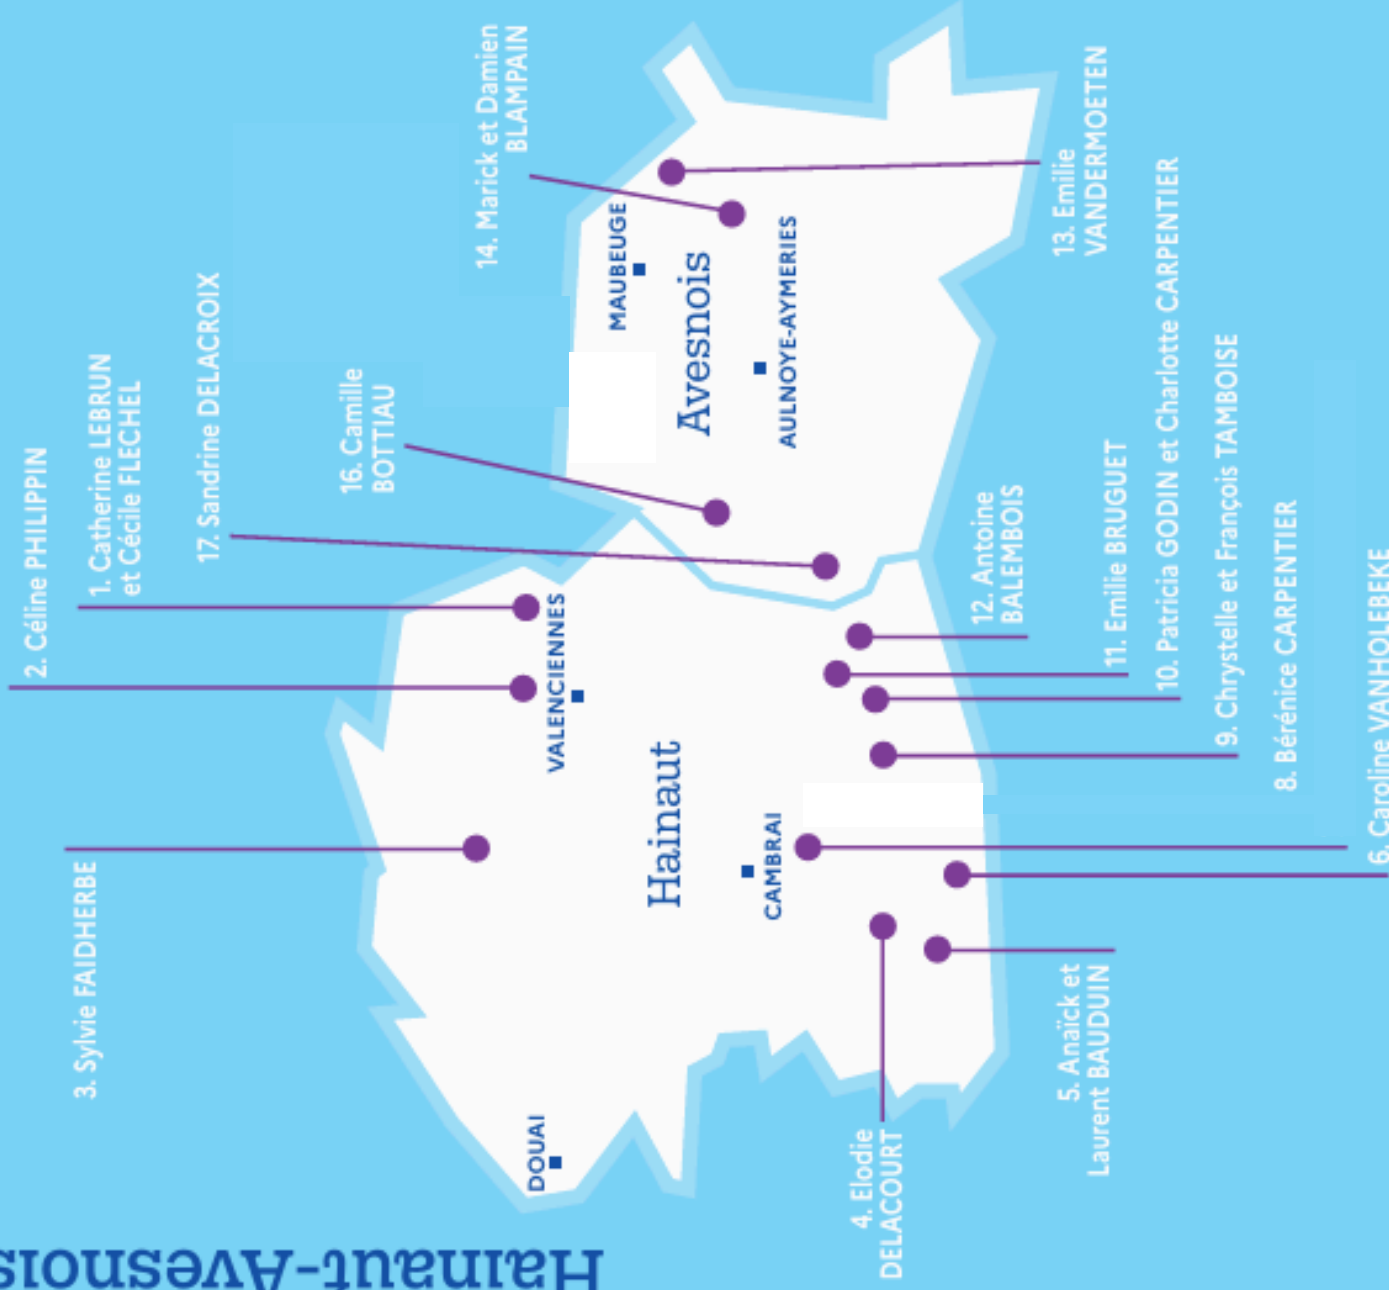 Hainaut-Avesnois
2. Céline PHILIPPIN
1. Catherine LEBRUN
et Cécile FLECHEL
17. Sandrine DELACROIX
16. Camille
BOTTIAU
14. Marick et Damien
BLAMPAIN
3. Sylvie FAIDHERBE
DOUAI
VALENCIENNES
MAUBEUGE
Hainaut
Avesnois
CAMBRAI
AULNOYE-AYMERIES
4. Elodie
DELACOURT
5. Anaïck et
Laurent BAUDUIN
12. Antoine
BALEMBOIS
13. Emilie
VANDERMOETEN
11. Emilie BRUGUET
10. Patricia GODIN et Charlotte CARPENTIER
9. Chrystelle et François TAMBOISE
8. Bérénice CARPENTIER
6. Caroline VANHOLEBEKE